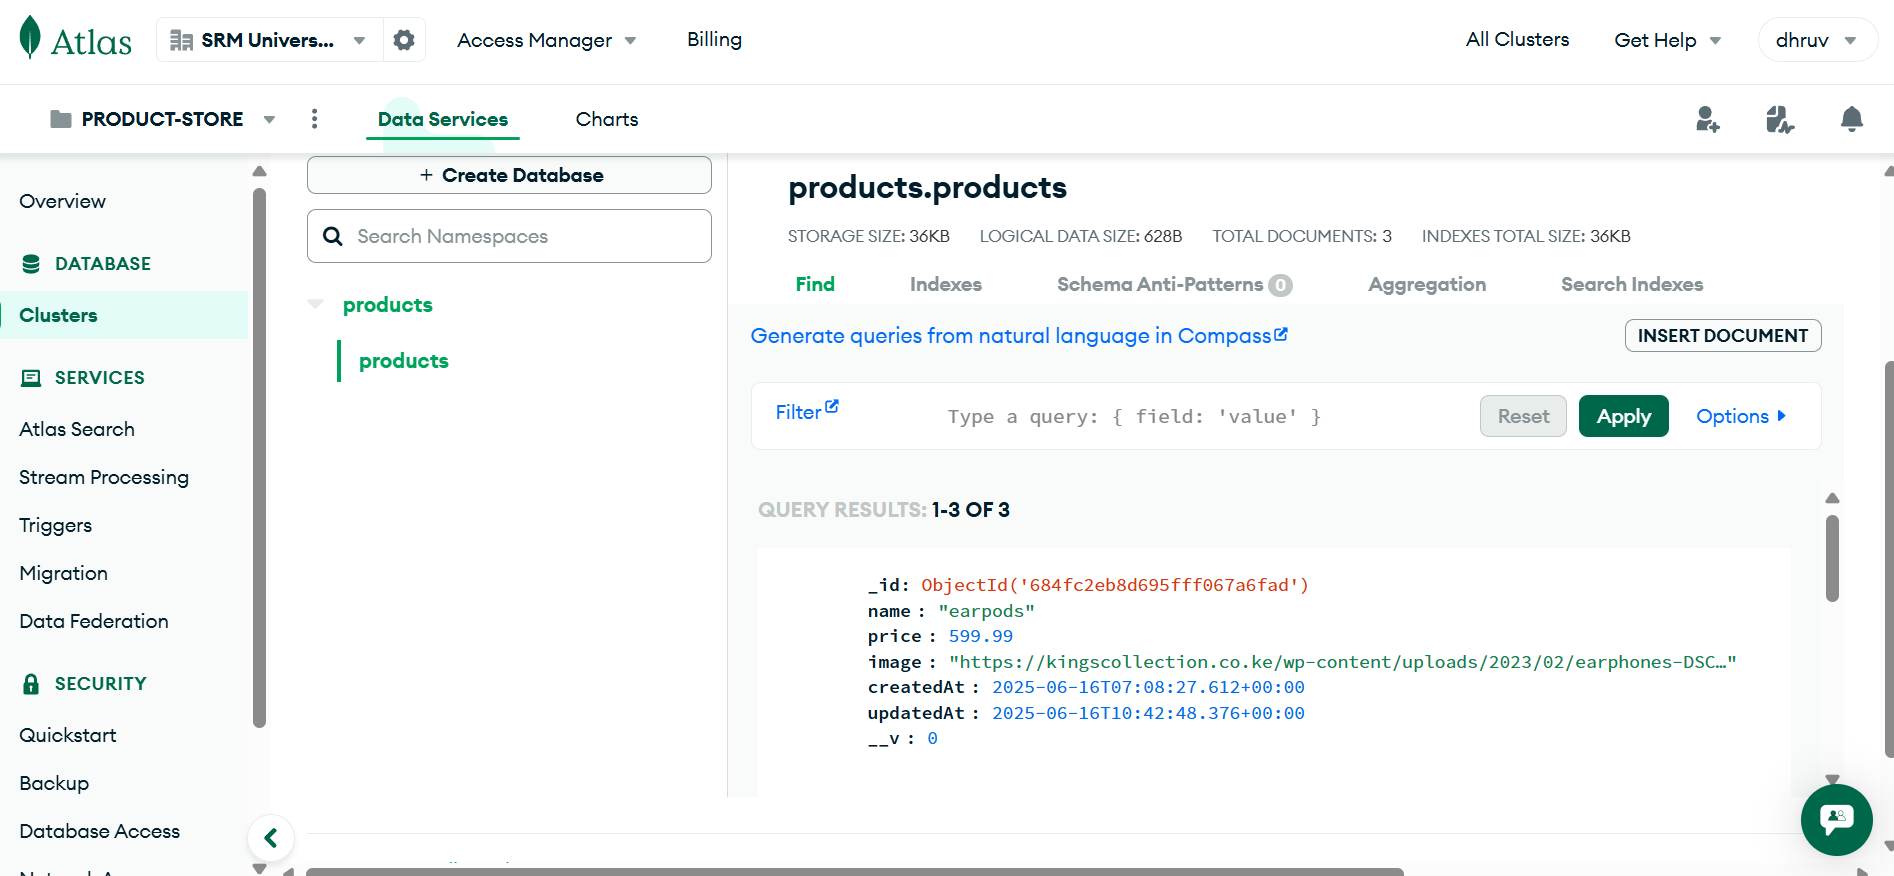 Atlas
SRM Univers...
Access Manager
Billing
All Clusters
Get Help
dhruv
PRODUCT-STORE
Data Services
Charts
Overview
DATABASE
Clusters
SERVICES
Atlas Search
Stream Processing
Triggers
Migration
Data Federation
SECURITY
Quickstart
Backup
Database Access
+ Create Database
Search Namespaces
products
products
products.products
STORAGE SIZE: 36KB LOGICAL DATA SIZE: 628B TOTAL DOCUMENTS: 3 INDEXES TOTAL SIZE: 36KB
Find Indexes Schema Anti-Patterns 0 Aggregation Search Indexes
Generate queries from natural language in Compass
INSERT DOCUMENT
Filter
Type a query: { field: 'value' }
Reset
Apply
Options
QUERY RESULTS: 1-3 OF 3
_id: ObjectId('684fc2eb8d695fff067a6fad')
name : "earpods"
price : 599.99
image : "https://kingscollection.co.ke/wp-content/uploads/2023/02/earphones-DSC…"
createdAt : 2025-06-16T07:08:27.612+00:00
updatedAt : 2025-06-16T10:42:48.376+00:00
__v : 0